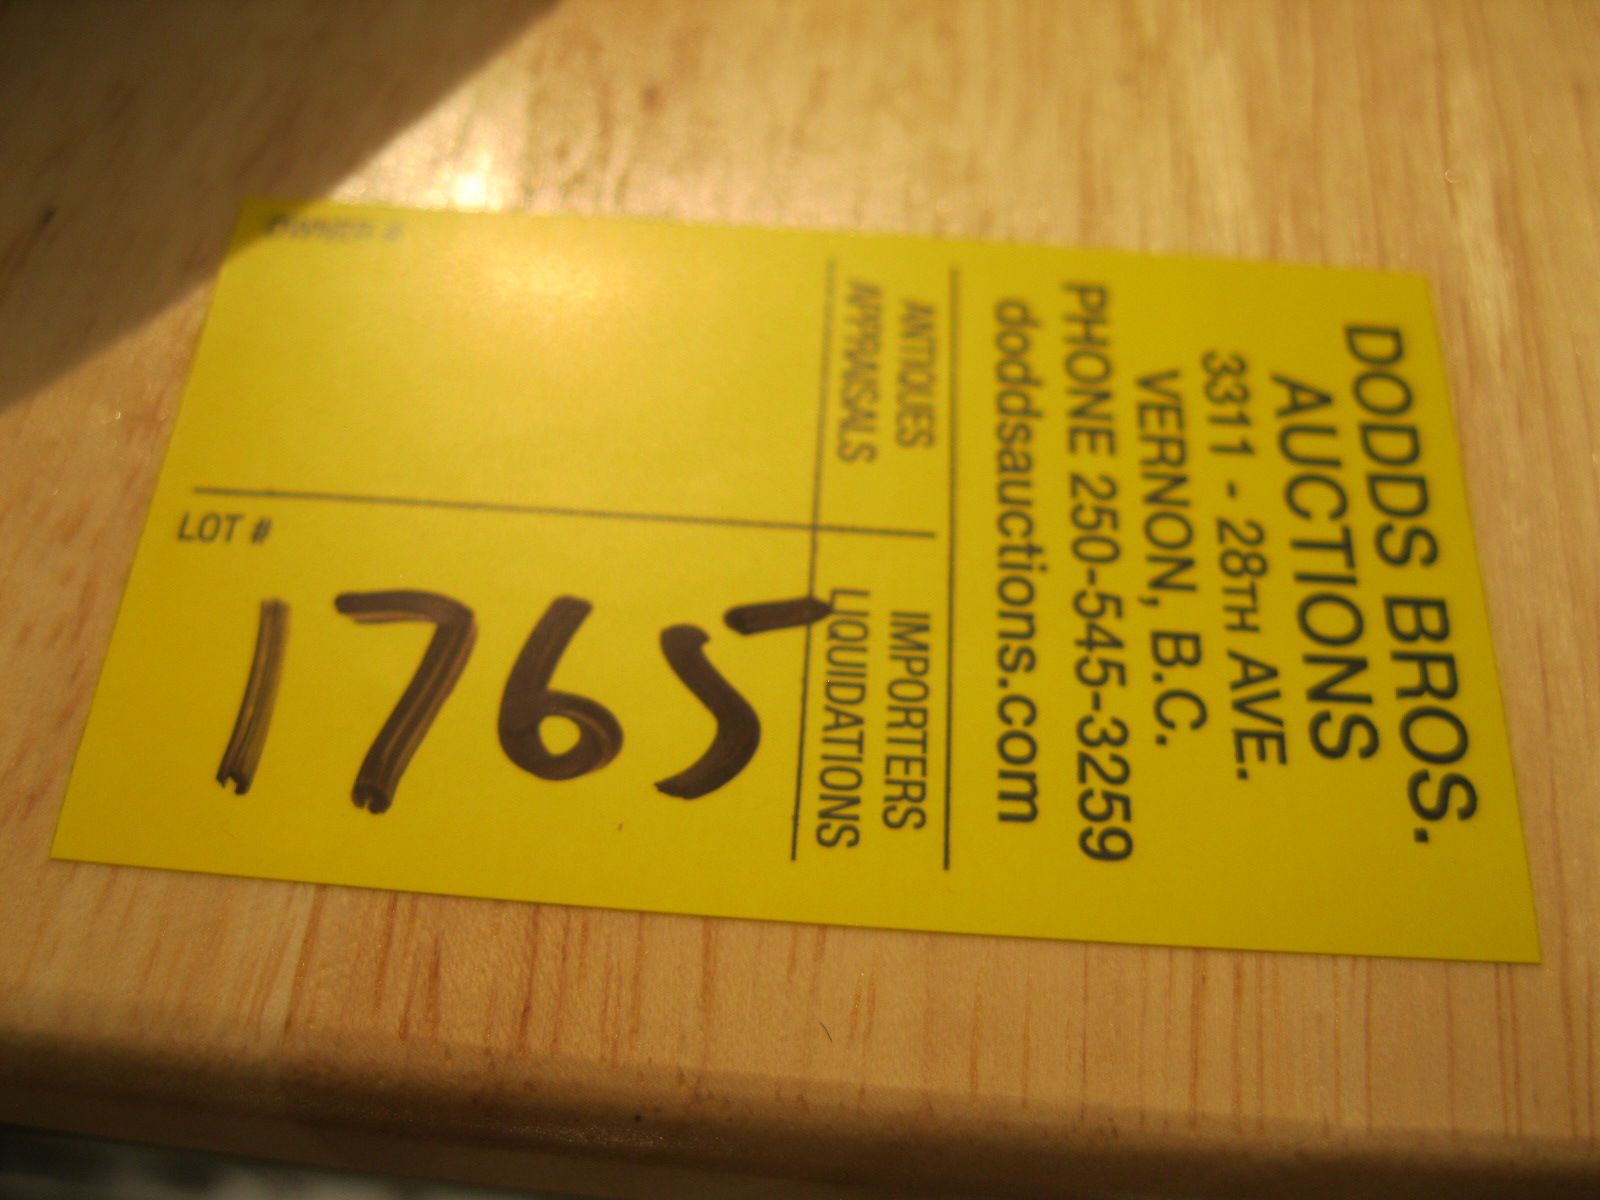 DODDS BROS.
AUCTIONS
3311 - 28TH AVE.
VERNON, B.C.
PHONE 250-545-3259
doddsauctions.com
ANTIQUES
APPRAISALS
IMPORTERS
LIQUIDATIONS
OWNER #
LOT #
1765